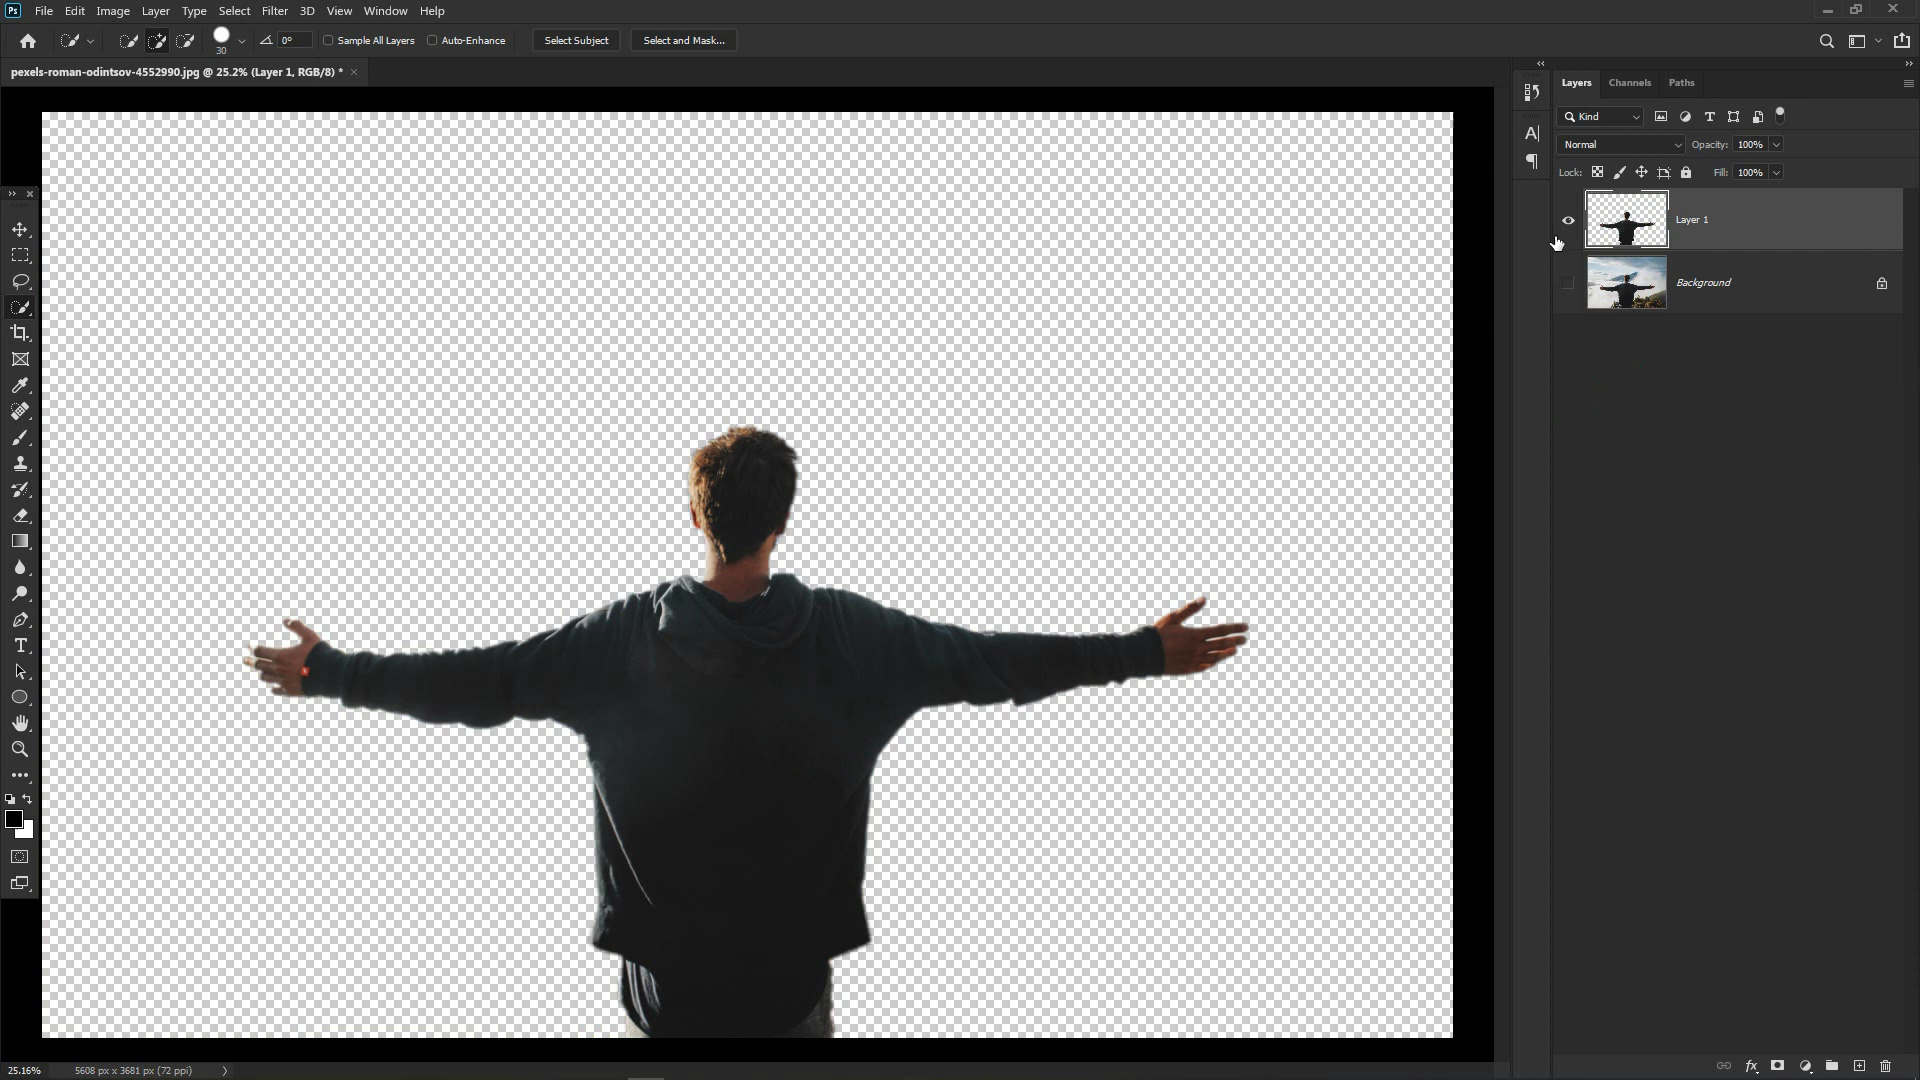 Ps File Edit Image Layer Type Select Filter 3D View Window Help
30 0° Sample All Layers Auto-Enhance Select Subject Select and Mask...
pexels-roman-odintsov-4552990.jpg @ 25.2% (Layer 1, RGB/8) *
Layers Channels Paths
Kind
Normal Opacity: 100%
Lock: Fill: 100%
Layer 1
Background
25.16% 5608 px x 3681 px (72 ppi)